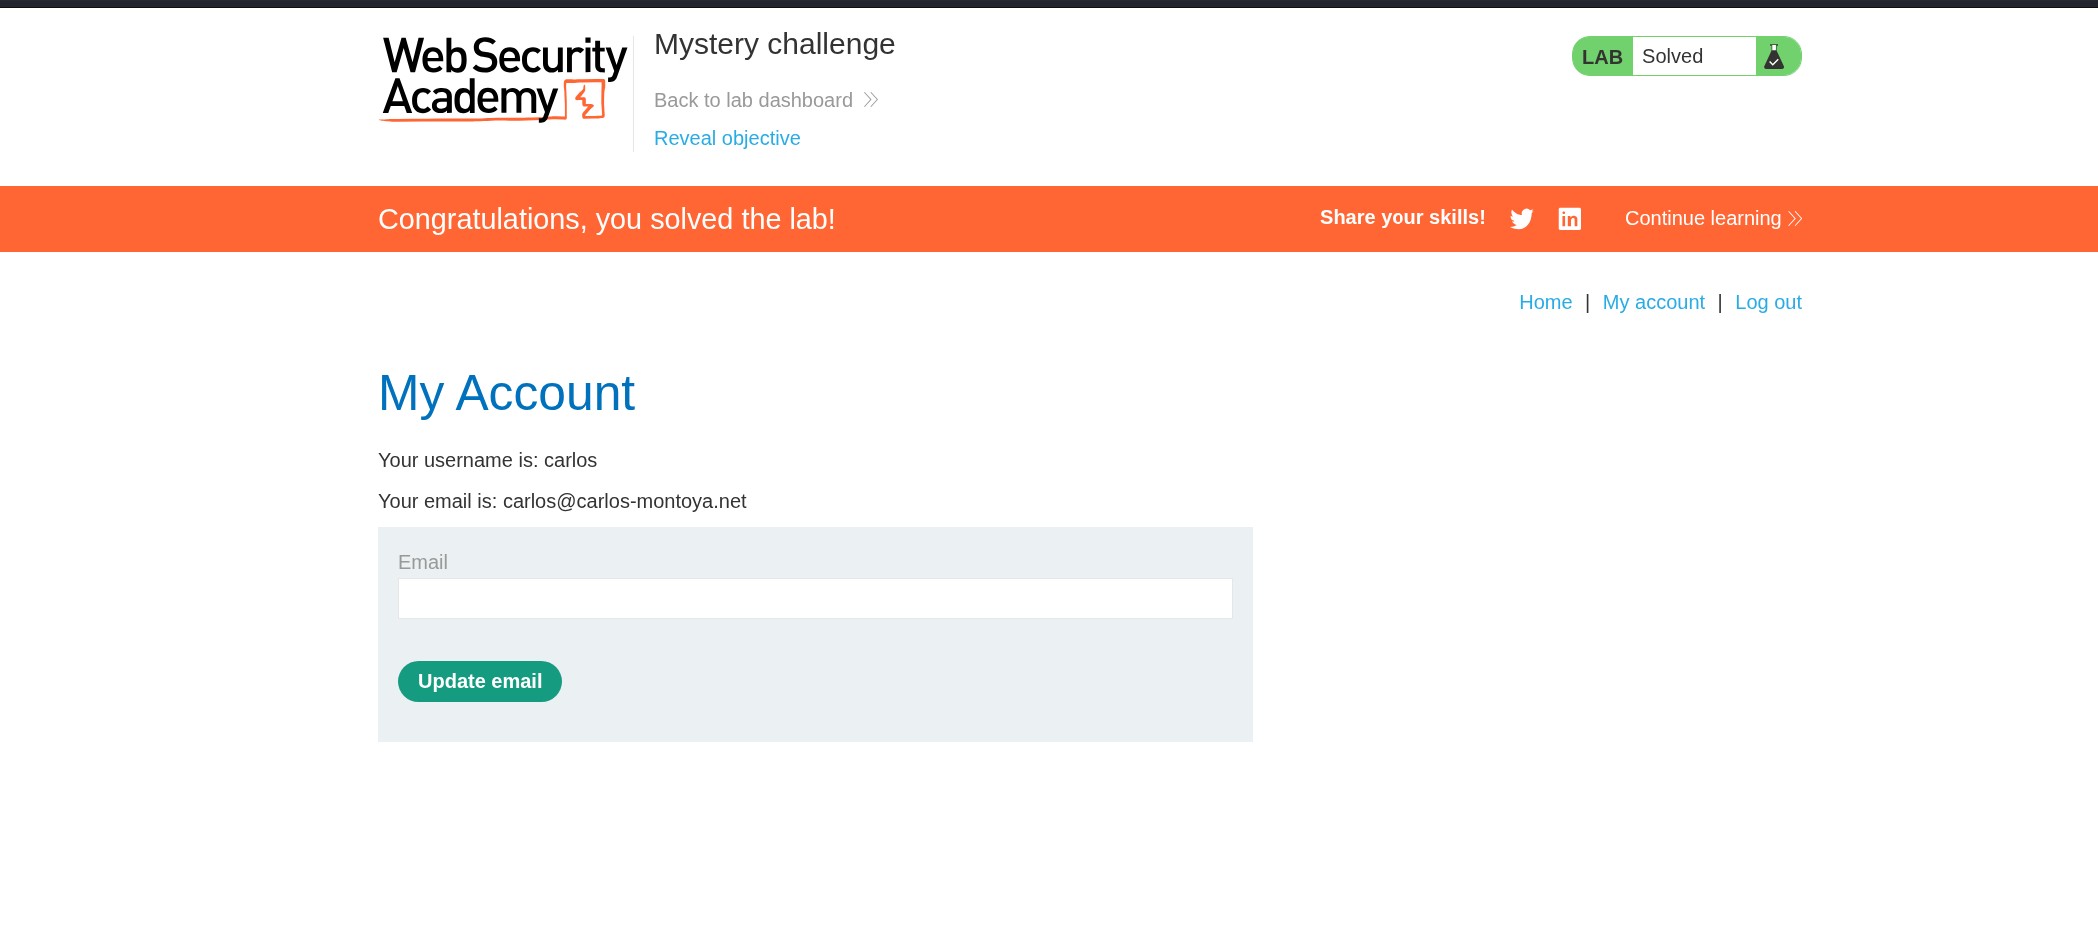 Web Security
Academy
Mystery challenge
Back to lab dashboard
Reveal objective
LAB Solved
Congratulations, you solved the lab!
Share your skills!
Continue learning
Home | My account | Log out
My Account
Your username is: carlos
Your email is: carlos@carlos-montoya.net
Email
Update email